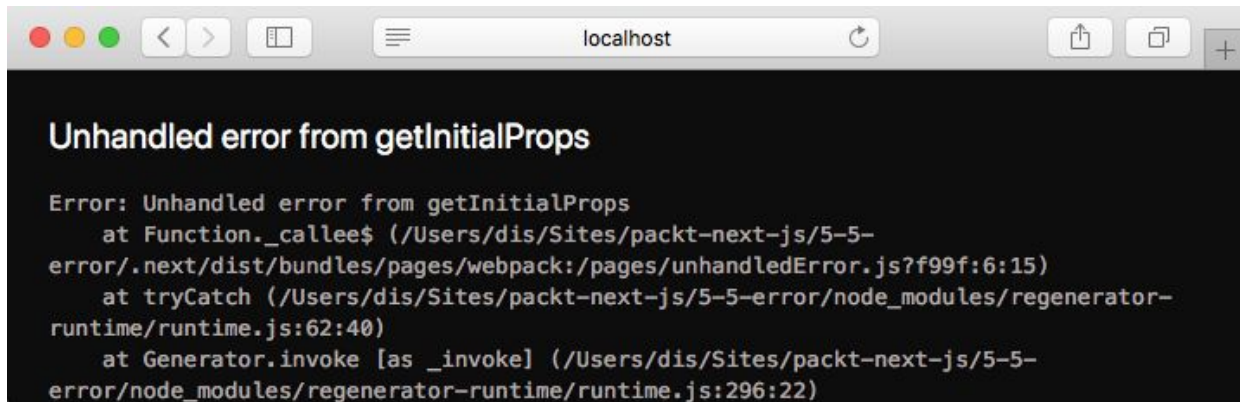 localhost
Unhandled error from getInitialProps
Error: Unhandled error from getInitialProps
at Function._callee$ (/Users/dis/Sites/packt-next-js/5-5-
error/.next/dist/bundles/pages/webpack:/pages/unhandledError.js?f99f:6:15)
at tryCatch (/Users/dis/Sites/packt-next-js/5-5-error/node_modules/regenerator-
runtime/runtime.js:62:40)
at Generator.invoke [as _invoke] (/Users/dis/Sites/packt-next-js/5-5-
error/node_modules/regenerator-runtime/runtime.js:296:22)